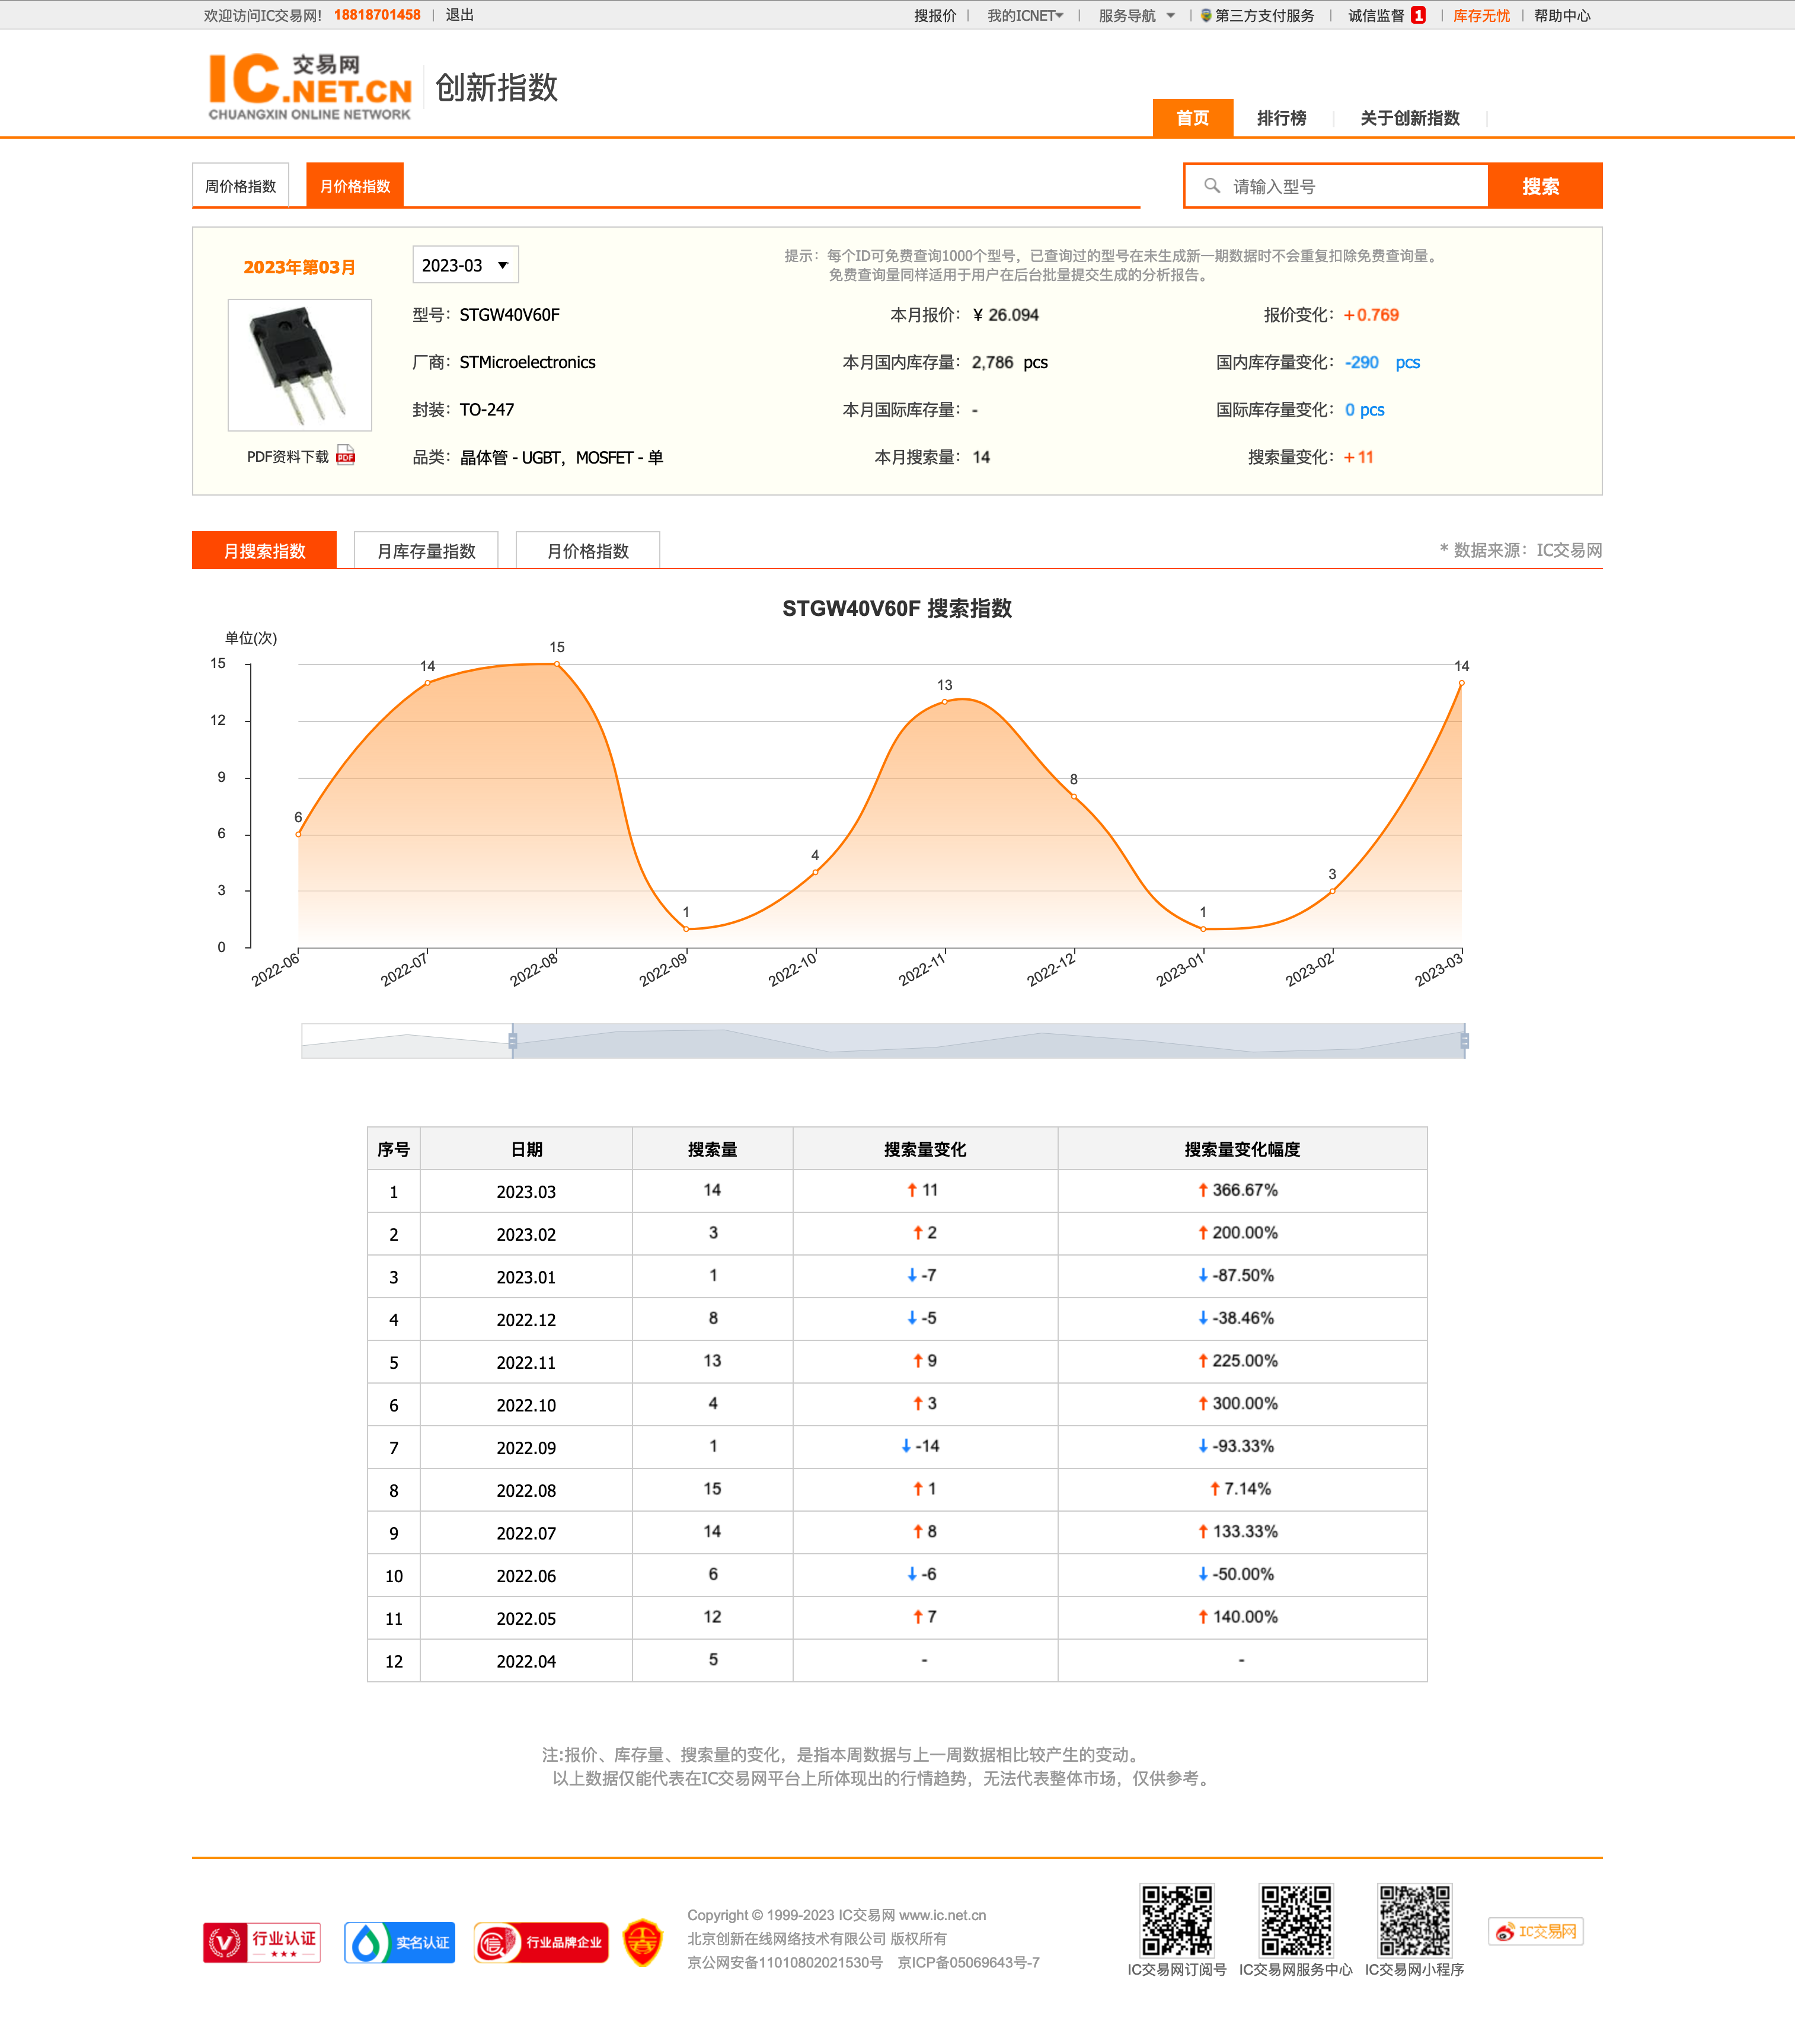 欢迎访问IC交易网! 18818701458 | 退出
搜报价 | 我的ICNET | 服务导航 | 第三方支付服务 | 诚信监督 1 | 库存无忧 | 帮助中心
IC交易网
.NET.CN
CHUANGXIN ONLINE NETWORK
创新指数
首页 排行榜 关于创新指数
周价格指数 月价格指数
请输入型号 搜索
2023年第03月 2023-03
提示：每个ID可免费查询1000个型号，已查询过的型号在未生成新一期数据时不会重复扣除免费查询量。
免费查询量同样适用于用户在后台批量提交生成的分析报告。
型号：STGW40V60F 本月报价：¥ 26.094 报价变化：+0.769
厂商：STMicroelectronics 本月国内库存量：2,786 pcs 国内库存量变化：-290 pcs
封装：TO-247 本月国际库存量：- 国际库存量变化：0 pcs
PDF资料下载 PDF 品类：晶体管 - UGBT，MOSFET - 单 本月搜索量：14 搜索量变化：+11
月搜索指数 月库存量指数 月价格指数 * 数据来源：IC交易网
STGW40V60F 搜索指数
单位(次)
15
12
9
6
3
0
6 14 15 1 4 13 8 1 3 14
2022-06 2022-07 2022-08 2022-09 2022-10 2022-11 2022-12 2023-01 2023-02 2023-03
序号 日期 搜索量 搜索量变化 搜索量变化幅度
1 2023.03 14 ↑ 11 ↑ 366.67%
2 2023.02 3 ↑ 2 ↑ 200.00%
3 2023.01 1 ↓ -7 ↓ -87.50%
4 2022.12 8 ↓ -5 ↓ -38.46%
5 2022.11 13 ↑ 9 ↑ 225.00%
6 2022.10 4 ↑ 3 ↑ 300.00%
7 2022.09 1 ↓ -14 ↓ -93.33%
8 2022.08 15 ↑ 1 ↑ 7.14%
9 2022.07 14 ↑ 8 ↑ 133.33%
10 2022.06 6 ↓ -6 ↓ -50.00%
11 2022.05 12 ↑ 7 ↑ 140.00%
12 2022.04 5 - -
注:报价、库存量、搜索量的变化，是指本周数据与上一周数据相比较产生的变动。
以上数据仅能代表在IC交易网平台上所体现出的行情趋势，无法代表整体市场，仅供参考。
V 行业认证
实名认证
信 行业品牌企业
Copyright © 1999-2023 IC交易网 www.ic.net.cn
北京创新在线网络技术有限公司 版权所有
京公网安备11010802021530号 京ICP备05069643号-7
IC交易网订阅号 IC交易网服务中心 IC交易网小程序
IC交易网